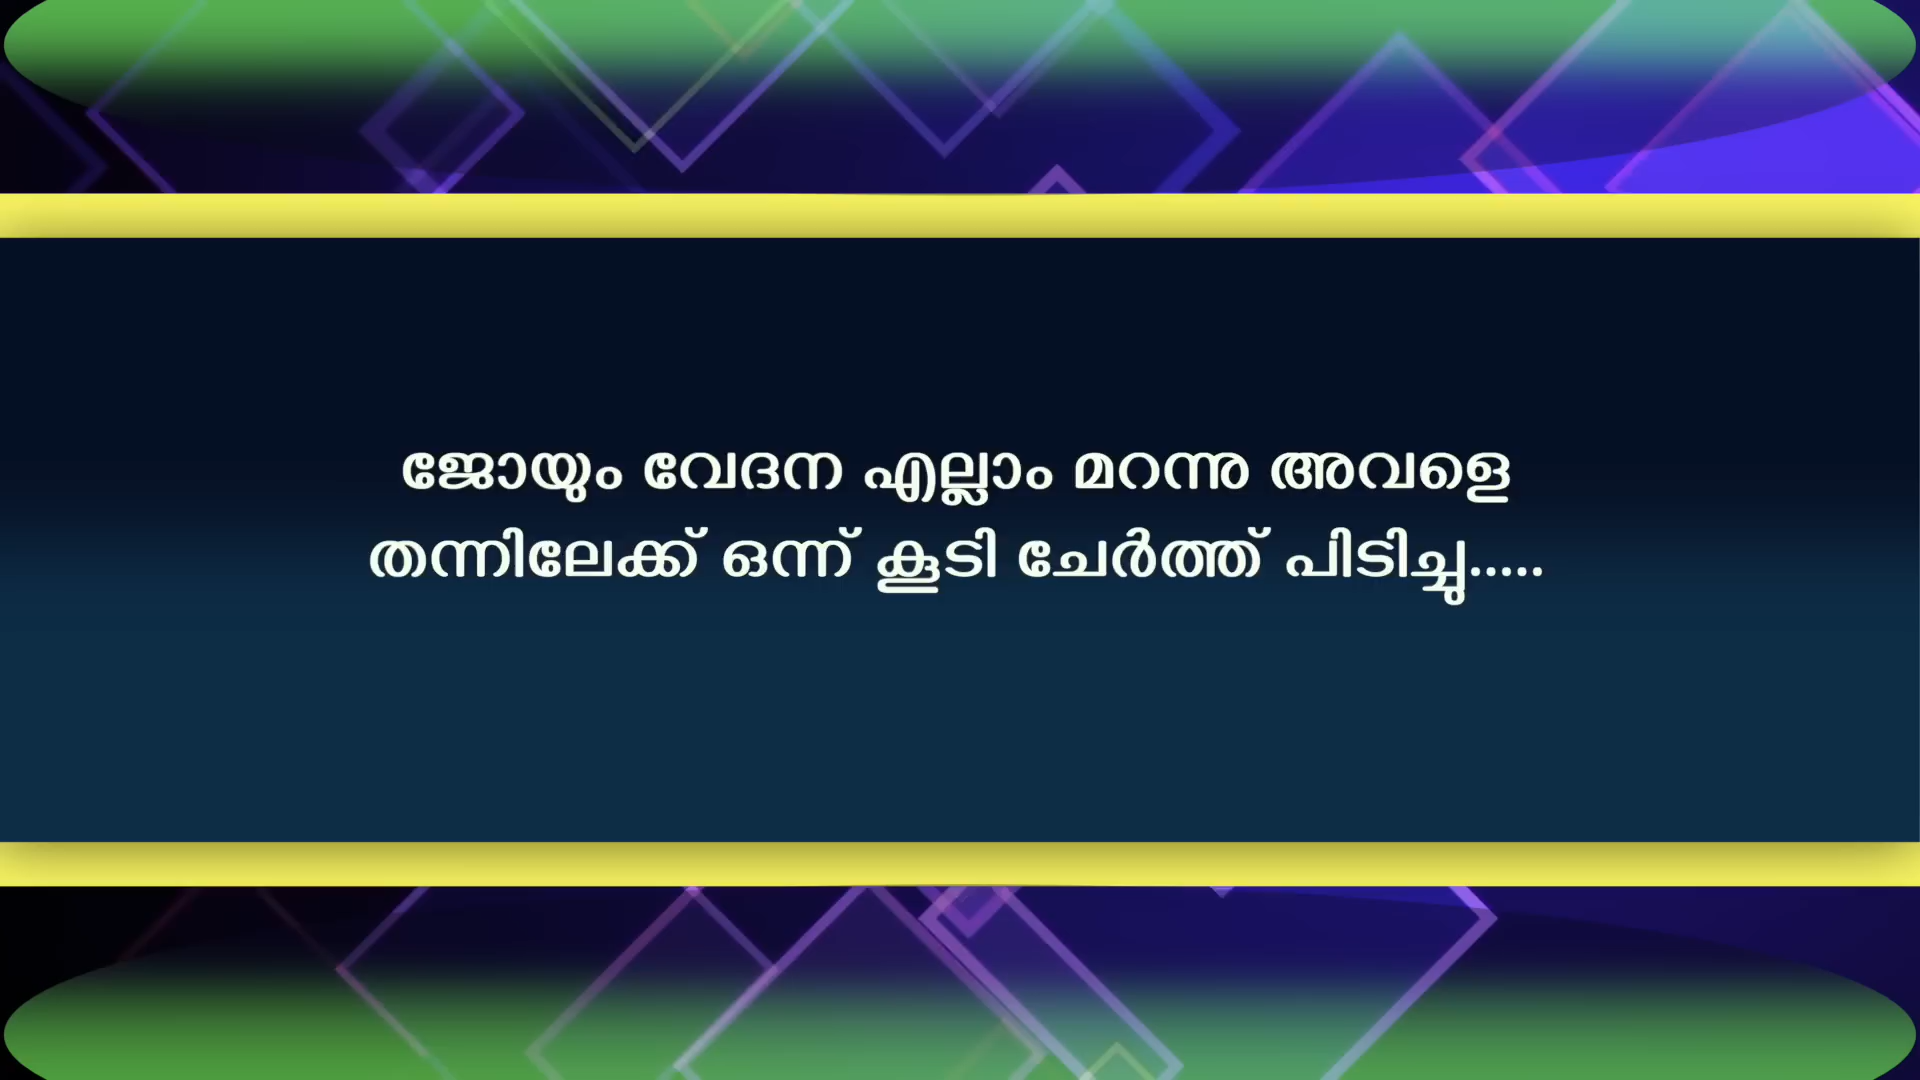 ജോയും വേദന എല്ലാം മറന്നു അവളെ
തന്നിലേക്ക് ഒന്ന് കൂടി ചേർത്ത് പിടിച്ചു.....